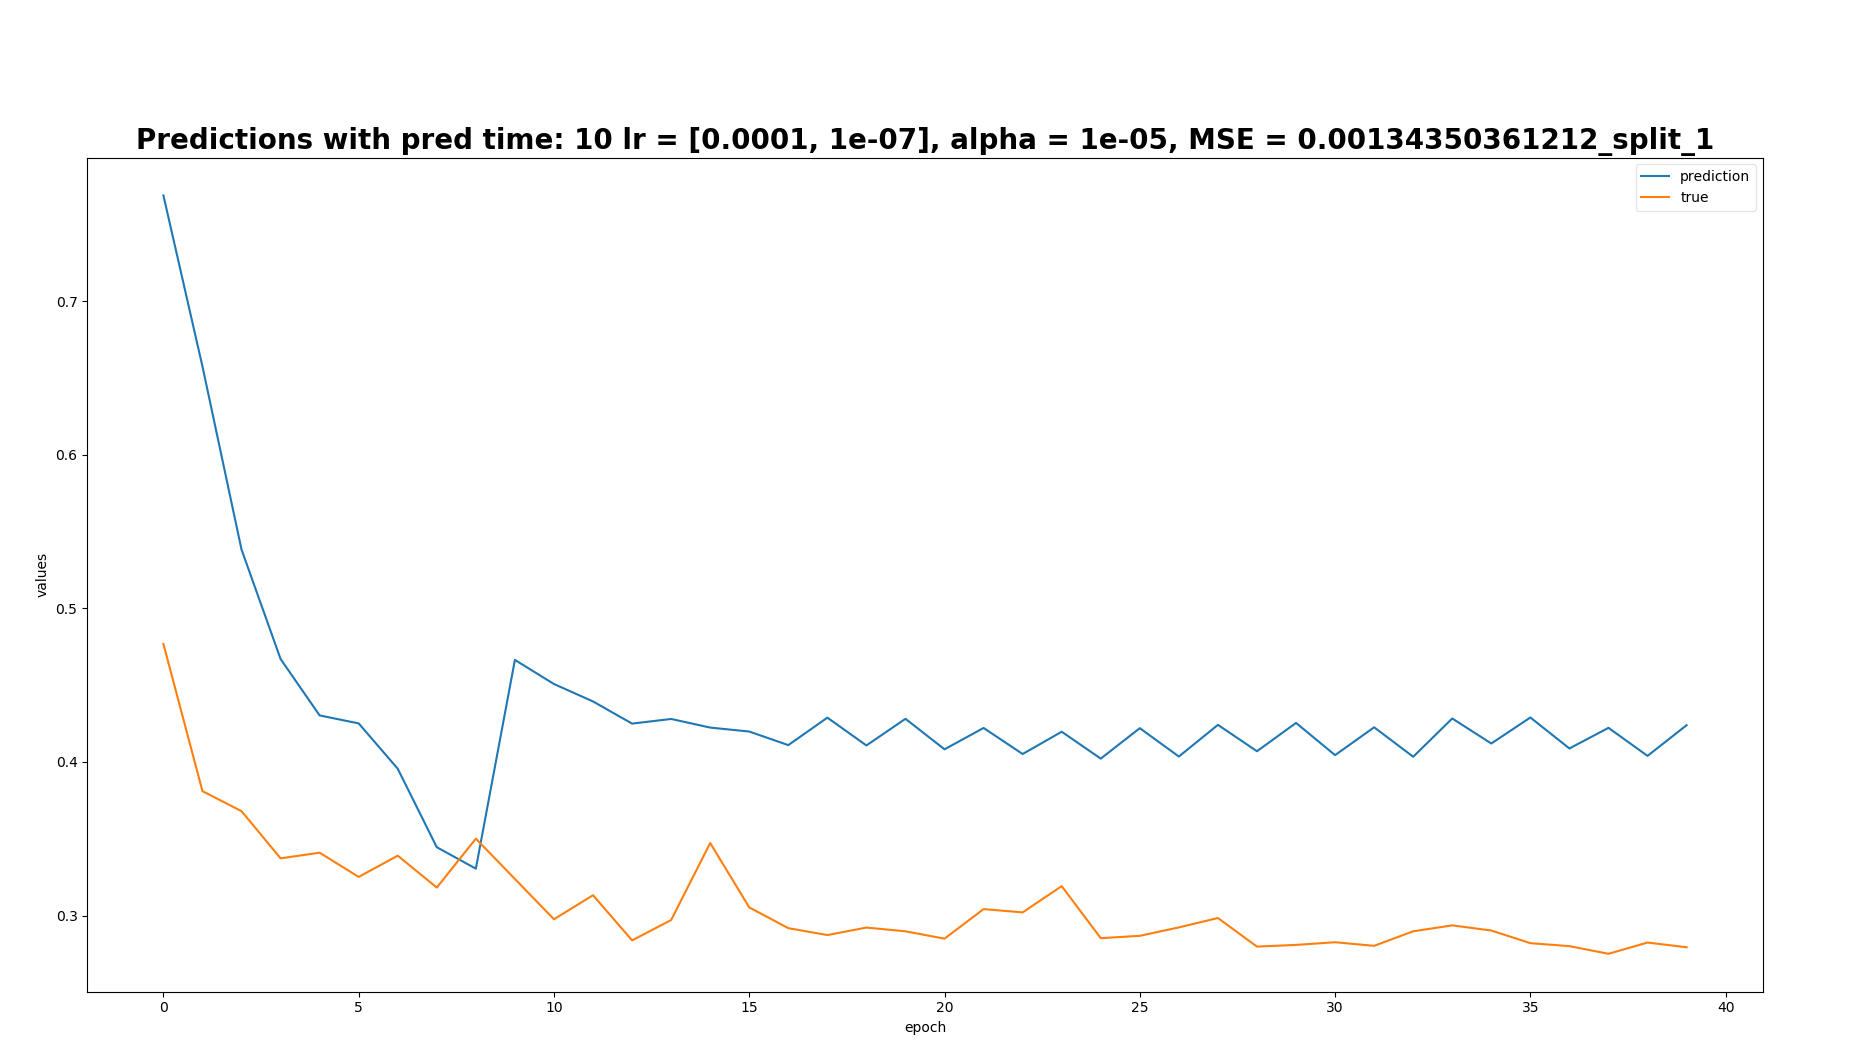 Predictions with pred time: 10 lr = [0.0001, 1e-07], alpha = 1e-05, MSE = 0.00134350361212_split_1
prediction
true
0.7
0.6
0.5
0.4
0.3
values
0 5 10 15 20 25 30 35 40
epoch